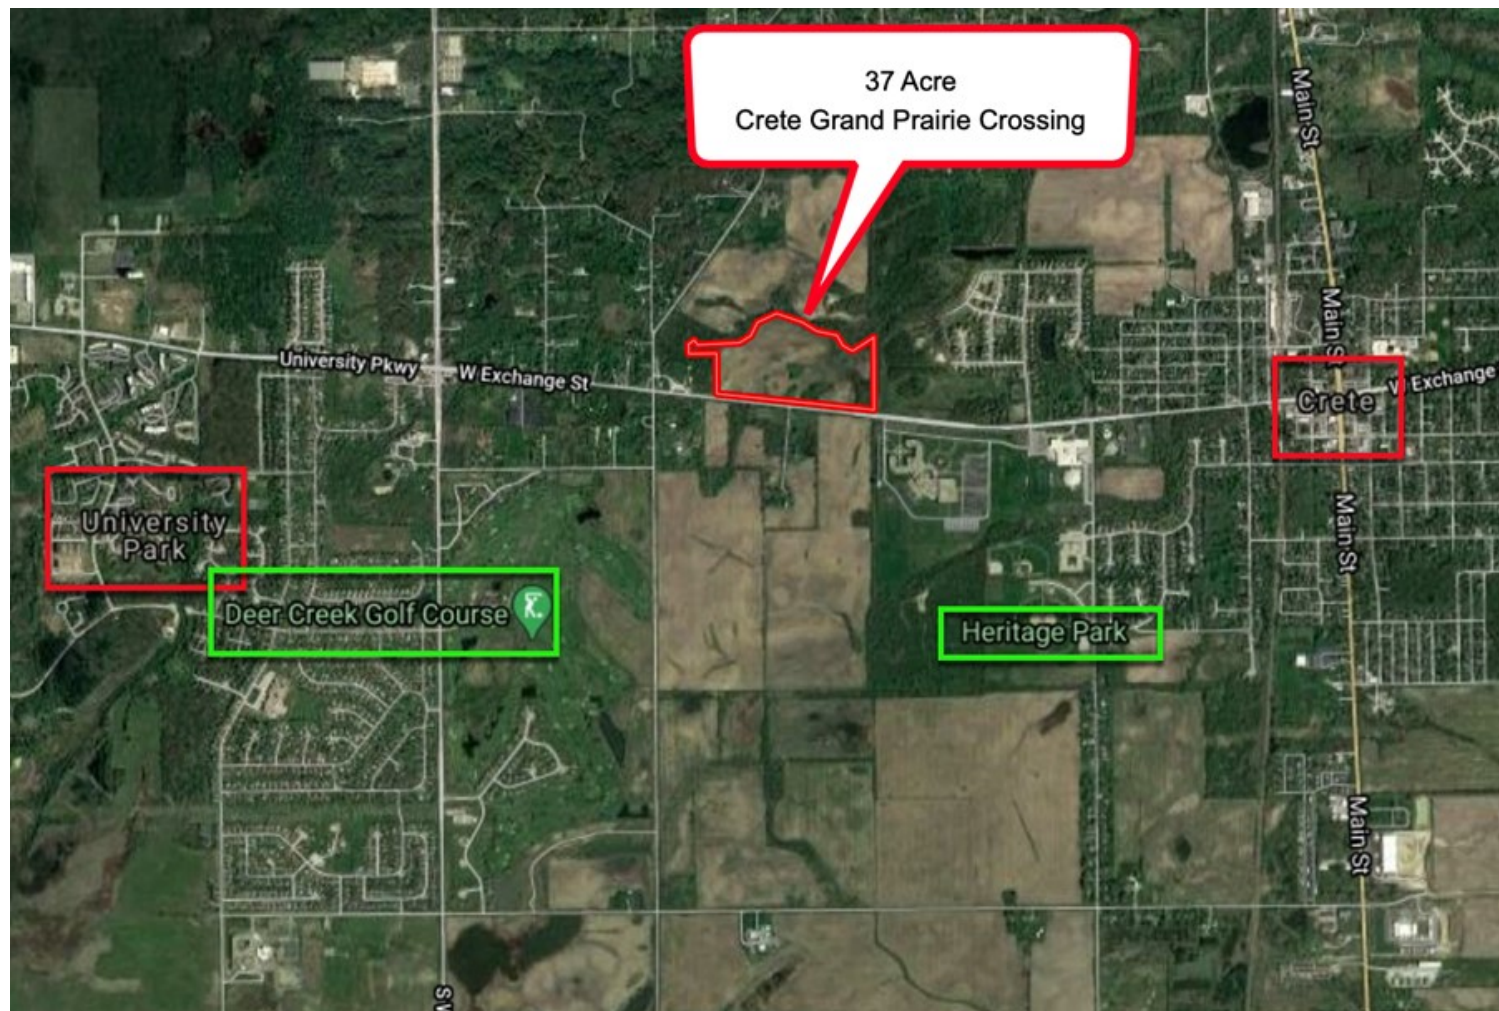 37 Acre
Crete Grand Prairie Crossing
Main St
Main St
University Pkwy
W Exchange St
W Exchange
Crete
University
Park
Main St
Deer Creek Golf Course
Heritage Park
Main St
S